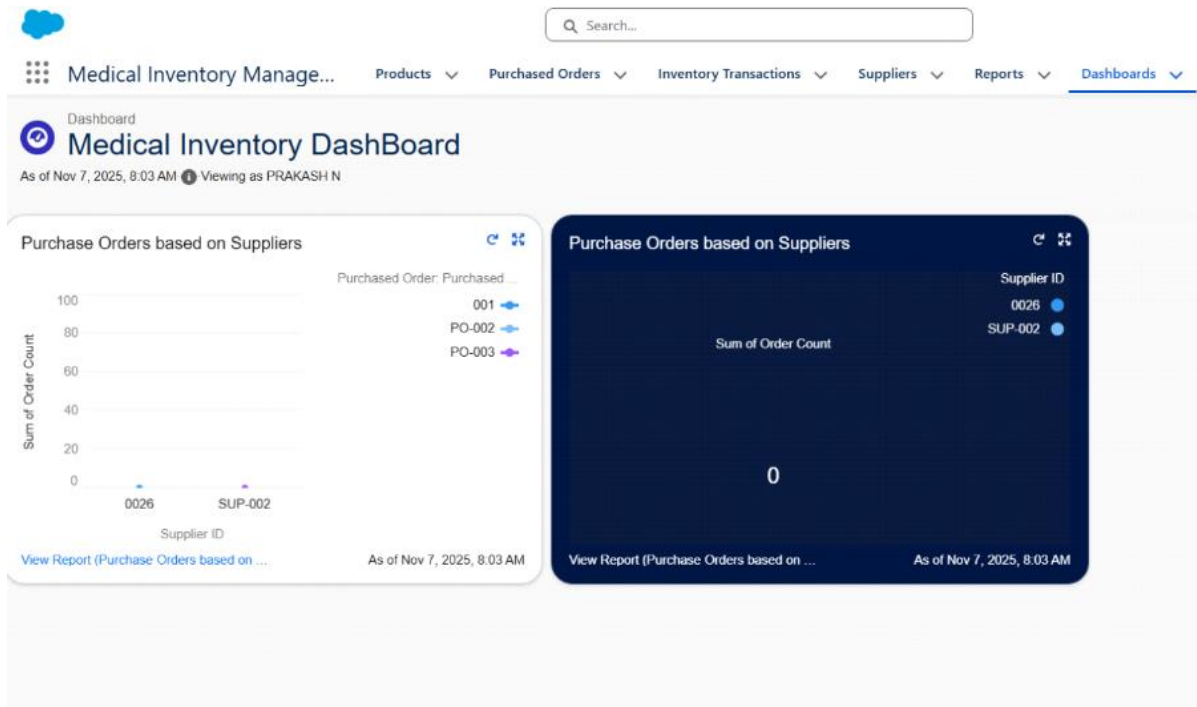 Search...
Medical Inventory Manage... Products Purchased Orders Inventory Transactions Suppliers Reports Dashboards
Dashboard
Medical Inventory DashBoard
As of Nov 7, 2025, 8:03 AM Viewing as PRAKASH N
Purchase Orders based on Suppliers
Purchased Order: Purchased ...
001
PO-002
PO-003
100
80
60
40
20
0
Sum of Order Count
0026 SUP-002
Supplier ID
View Report (Purchase Orders based on ... As of Nov 7, 2025, 8:03 AM
Purchase Orders based on Suppliers
Supplier ID
0026
SUP-002
Sum of Order Count
0
View Report (Purchase Orders based on ... As of Nov 7, 2025, 8:03 AM